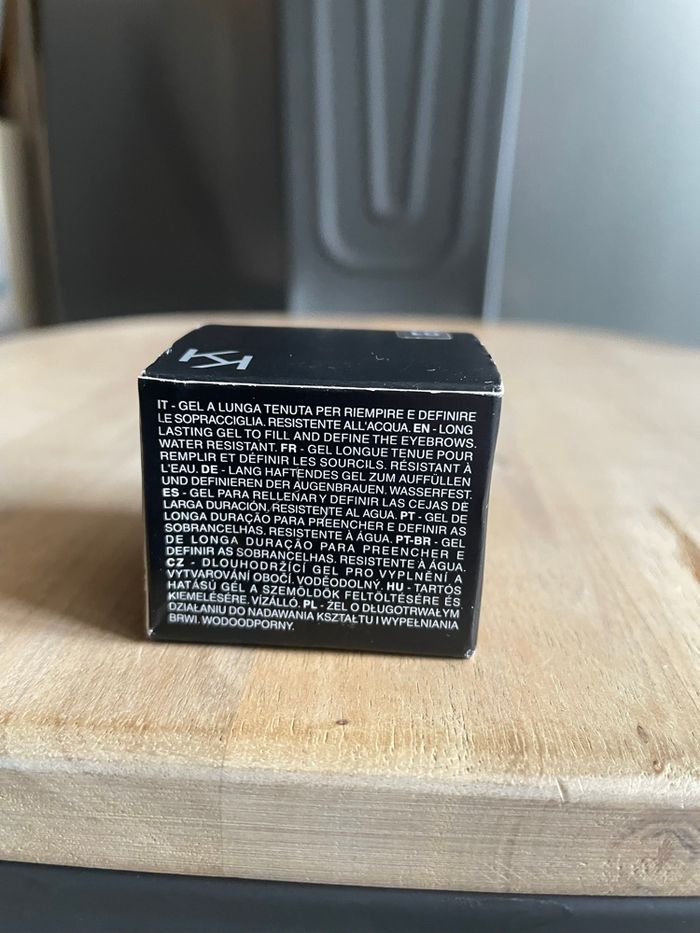 IT - GEL A LUNGA TENUTA PER RIEMPIRE E DEFINIRE
LE SOPRACCIGLIA. RESISTENTE ALL'ACQUA. EN - LONG
LASTING GEL TO FILL AND DEFINE THE EYEBROWS.
WATER RESISTANT. FR - GEL LONGUE TENUE POUR
REMPLIR ET DÉFINIR LES SOURCILS. RÉSISTANT À
L'EAU. DE - LANG HAFTENDES GEL ZUM AUFFÜLLEN
UND DEFINIEREN DER AUGENBRAUEN. WASSERFEST.
ES - GEL PARA RELLENAR Y DEFINIR LAS CEJAS DE
LARGA DURACIÓN. RESISTENTE AL AGUA. PT - GEL DE
LONGA DURAÇÃO PARA PREENCHER E DEFINIR AS
SOBRANCELHAS. RESISTENTE À ÁGUA. PT-BR - GEL
DE LONGA DURAÇÃO PARA PREENCHER E
DEFINIR AS SOBRANCELHAS. RESISTENTE À ÁGUA.
CZ - DLOUHODRŽÍCÍ GEL PRO VYPLNĚNÍ A
VYTVAROVÁNÍ OBOČÍ. VODĚODOLNÝ. HU - TARTÓS
HATÁSÚ GÉL A SZEMÖLDÖK FELTÖLTÉSÉRE ÉS
KIEMELÉSÉRE. VÍZÁLLÓ. PL - ŻEL O DŁUGOTRWAŁYM
DZIAŁANIU DO NADAWANIA KSZTAŁTU I WYPEŁNIANIA
BRWI. WODOODPORNY.